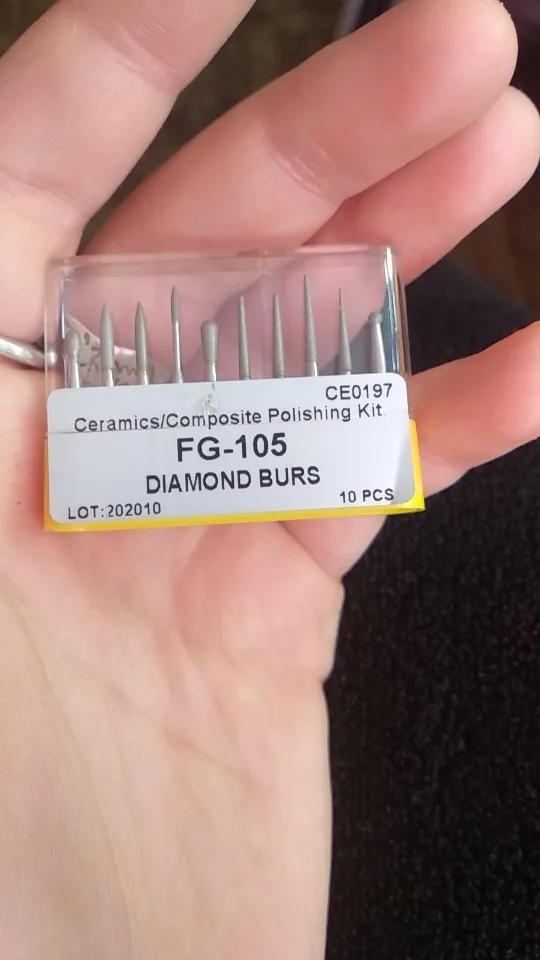 CE0197
Ceramics/Composite Polishing Kit
FG-105
DIAMOND BURS
LOT:202010
10 PCS